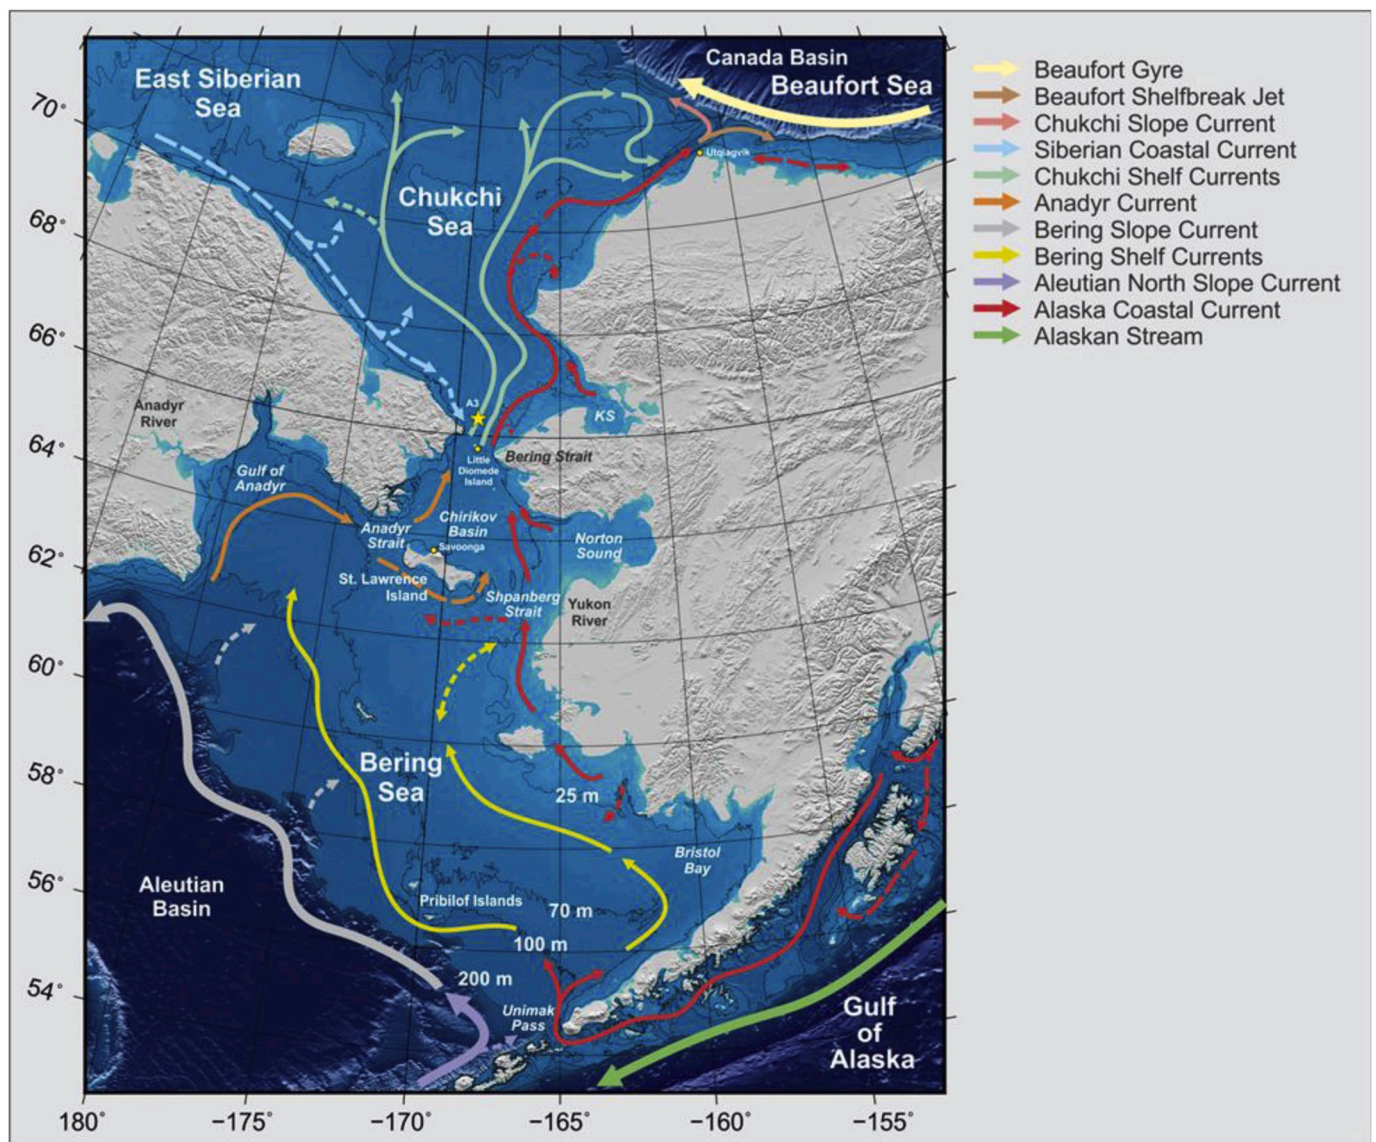 East Siberian
Sea
Canada Basin
Beaufort Sea
Utqiagvik
Chukchi
Sea
A3
Anadyr
River
KS
Little
Diomede
Island
Bering Strait
Gulf of
Anadyr
Anadyr
Strait
Chirikov
Basin
Savoonga
Norton
Sound
St. Lawrence
Island
Shpanberg
Strait
Yukon
River
Bering
Sea
25 m
Bristol
Bay
Aleutian
Basin
Pribilof Islands
70 m
100 m
200 m
Unimak
Pass
Gulf
of
Alaska
70°
68°
66°
64°
62°
60°
58°
56°
54°
180°
−175°
−170°
−165°
−160°
−155°
Beaufort Gyre
Beaufort Shelfbreak Jet
Chukchi Slope Current
Siberian Coastal Current
Chukchi Shelf Currents
Anadyr Current
Bering Slope Current
Bering Shelf Currents
Aleutian North Slope Current
Alaska Coastal Current
Alaskan Stream